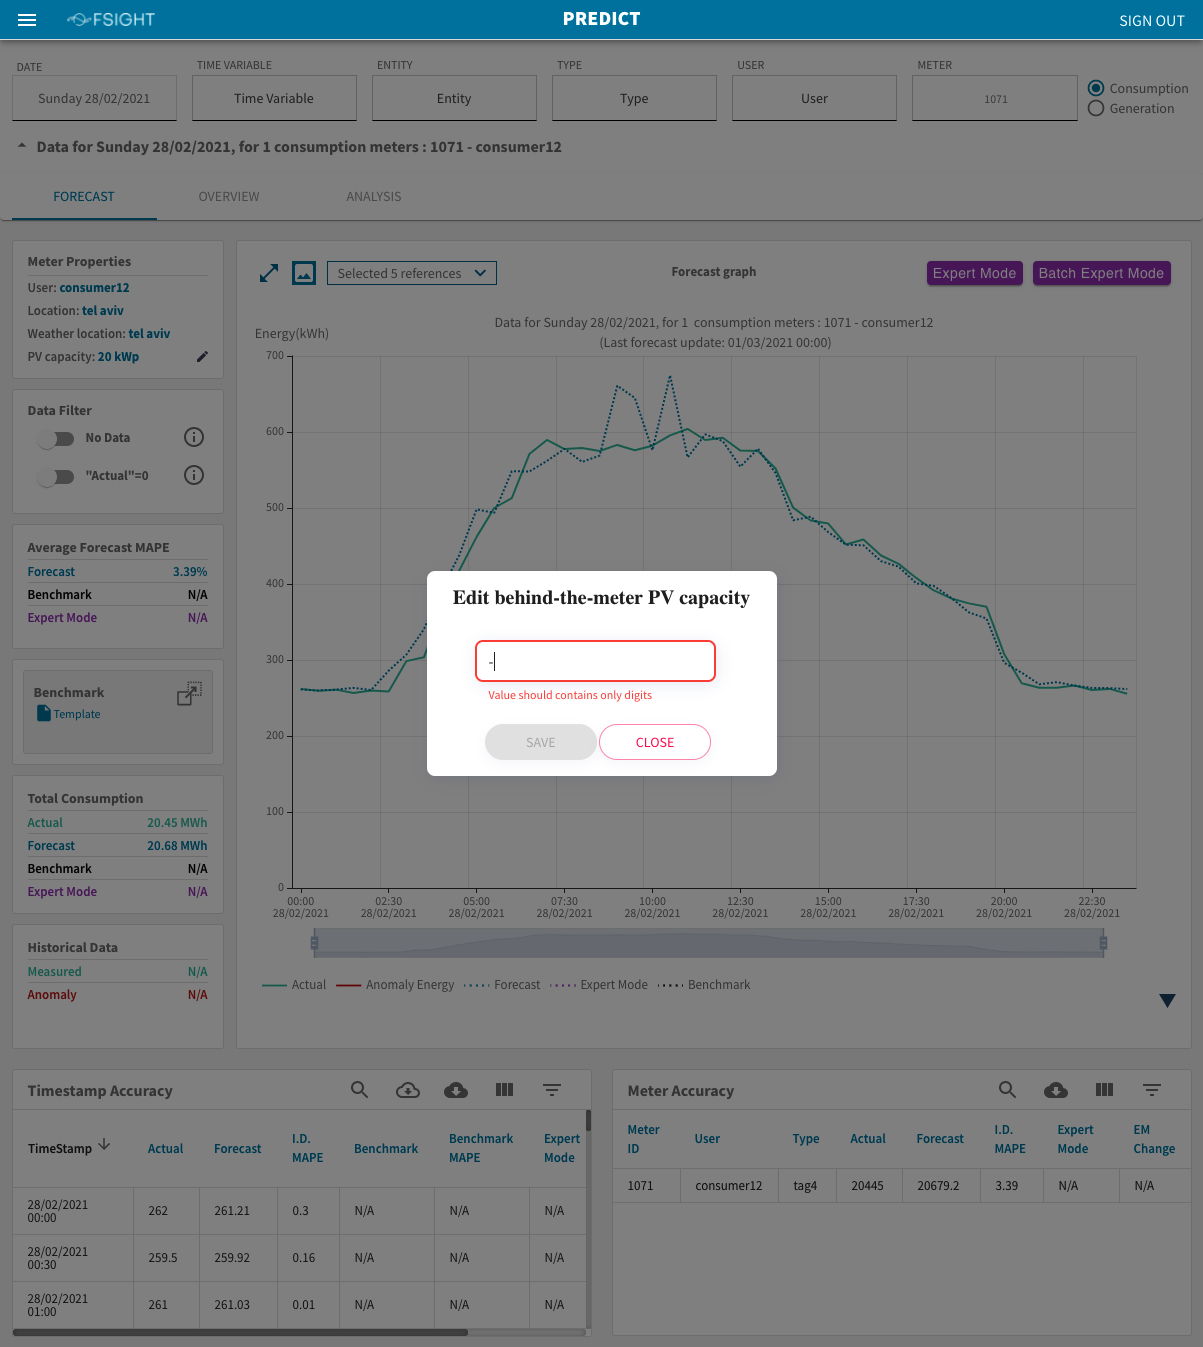 FSIGHT
PREDICT
SIGN OUT
DATE
TIME VARIABLE
ENTITY
TYPE
USER
METER
Sunday 28/02/2021
Time Variable
Entity
Type
User
1071
Consumption
Generation
Data for Sunday 28/02/2021, for 1 consumption meters : 1071 - consumer12
FORECAST
OVERVIEW
ANALYSIS
Meter Properties
User: consumer12
Location: tel aviv
Weather location: tel aviv
PV capacity: 20 kWp
Data Filter
No Data
"Actual"=0
Average Forecast MAPE
Forecast 3.39%
Benchmark N/A
Expert Mode N/A
Benchmark
Template
Total Consumption
Actual 20.45 MWh
Forecast 20.68 MWh
Benchmark N/A
Expert Mode N/A
Historical Data
Measured N/A
Anomaly N/A
Selected 5 references
Forecast graph
Expert Mode
Batch Expert Mode
Data for Sunday 28/02/2021, for 1 consumption meters : 1071 - consumer12
(Last forecast update: 01/03/2021 00:00)
Energy(kWh)
700
600
500
400
300
200
100
0
00:00 02:30 05:00 07:30 10:00 12:30 15:00 17:30 20:00 22:30
28/02/2021 28/02/2021 28/02/2021 28/02/2021 28/02/2021 28/02/2021 28/02/2021 28/02/2021 28/02/2021 28/02/2021
Actual Anomaly Energy Forecast Expert Mode Benchmark
Edit behind-the-meter PV capacity
-
Value should contains only digits
SAVE
CLOSE
Timestamp Accuracy
TimeStamp Actual Forecast I.D. MAPE Benchmark Benchmark MAPE Expert Mode
28/02/2021 00:00 262 261.21 0.3 N/A N/A N/A
28/02/2021 00:30 259.5 259.92 0.16 N/A N/A N/A
28/02/2021 01:00 261 261.03 0.01 N/A N/A N/A
Meter Accuracy
Meter ID User Type Actual Forecast I.D. MAPE Expert Mode EM Change
1071 consumer12 tag4 20445 20679.2 3.39 N/A N/A